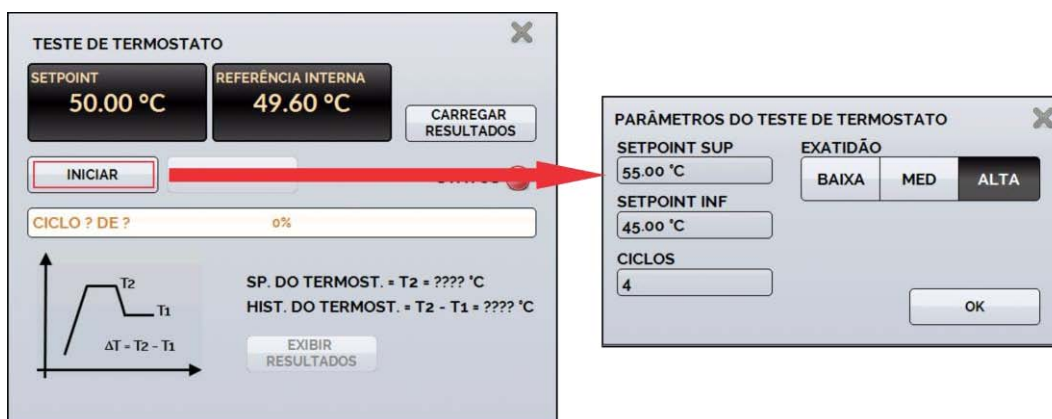 TESTE DE TERMOSTATO
SETPOINT
50.00 °C
REFERÊNCIA INTERNA
49.60 °C
CARREGAR
RESULTADOS
INICIAR
CICLO ? DE ?
0%
T2
T1
ΔT = T2 - T1
SP. DO TERMOST. = T2 = ???? °C
HIST. DO TERMOST. = T2 - T1 = ???? °C
EXIBIR
RESULTADOS
PARÂMETROS DO TESTE DE TERMOSTATO
SETPOINT SUP
55.00 °C
EXATIDÃO
BAIXA
MED
ALTA
SETPOINT INF
45.00 °C
CICLOS
4
OK